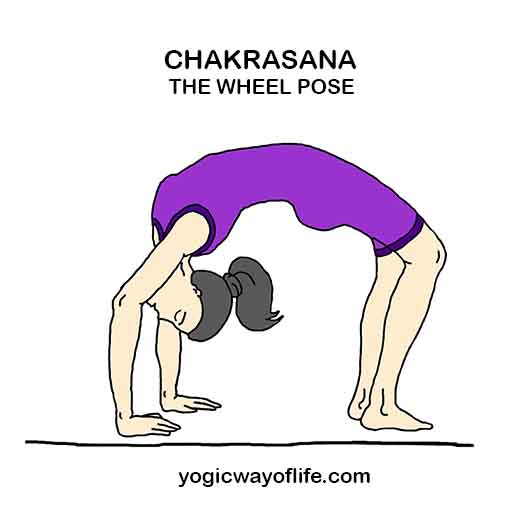 CHAKRASANA
THE WHEEL POSE
yogicwayoflife.com